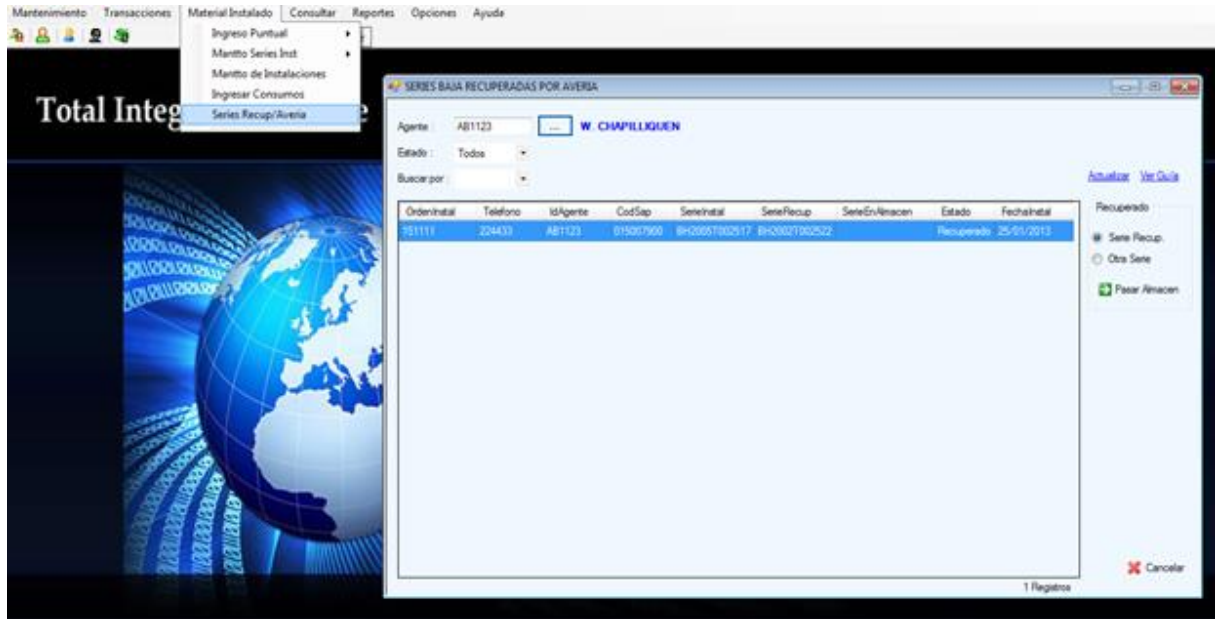 Mantenimiento Transacciones Material Instalado Consultar Reportes Opciones Ayuda
Ingreso Puntual
Mantto Series Inst
Mantto de Instalaciones
Ingresar Consumos
Series Recup/Averia
Total Integ e
SERIES BAJA RECUPERADAS POR AVERIA
Agente : AB1123 ... W. CHAPILLIQUEN
Estado : Todos
Buscar por :
Actualizar Ver Guía
OrdenInstal Telefono IdAgente CodSap SerieInstal SerieRecup SerieEnAlmacen Estado FechaInstal
151111 224433 AB1123 015007900 BH2005T002517 BH2002T002522 Recuperado 25/01/2013
Recuperado
Serie Recup.
Otra Serie
Pasar Almacen
Cancelar
1 Registros